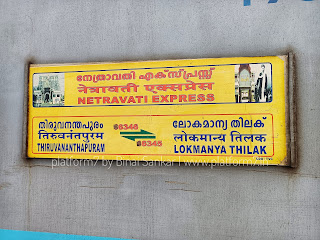 നേത്രാവതി എക്സ്പ്രസ്സ്
नेत्रावती एक्सप्रेस
NETRAVATI EXPRESS
തിരുവനന്തപുരം
तिरुवनंतपुरम
THIRUVANANTHAPURAM
16346
16345
ലോകമാന്യ തിലക്
लोकमान्य तिलक
LOKMANYA THILAK